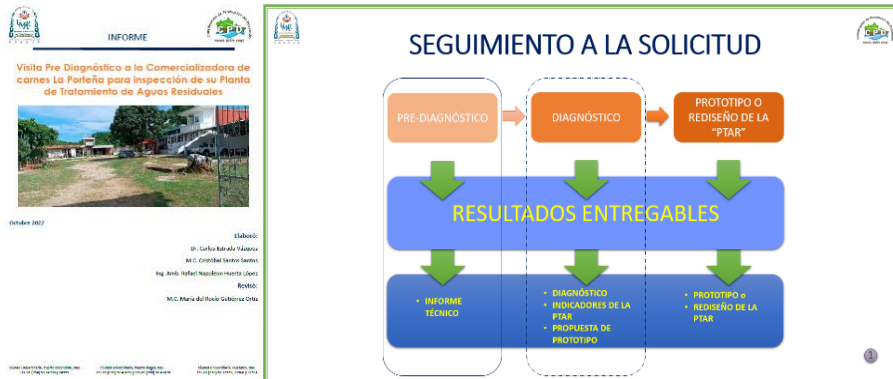 INFORME
Visita Pre Diagnóstico a la Comercializadora de
carnes La Porteña para inspección de su Planta
de Tratamiento de Aguas Residuales
Octubre 2022
Elaboró:
Dr. Carlos Estrada Vázquez
M.C. Cristóbal Santos Santos
Ing. Amb. Rafael Napoleon Huerta López
Revisó:
M.C. María del Rocío Gutiérrez Ortiz
SEGUIMIENTO A LA SOLICITUD
PRE-DIAGNÓSTICO
DIAGNÓSTICO
PROTOTIPO O
REDISEÑO DE LA
“PTAR”
RESULTADOS ENTREGABLES
• INFORME
TÉCNICO
• DIAGNÓSTICO
• INDICADORES DE LA
PTAR
• PROPUESTA DE
PROTOTIPO
• PROTOTIPO o
• REDISEÑO DE LA
PTAR
1